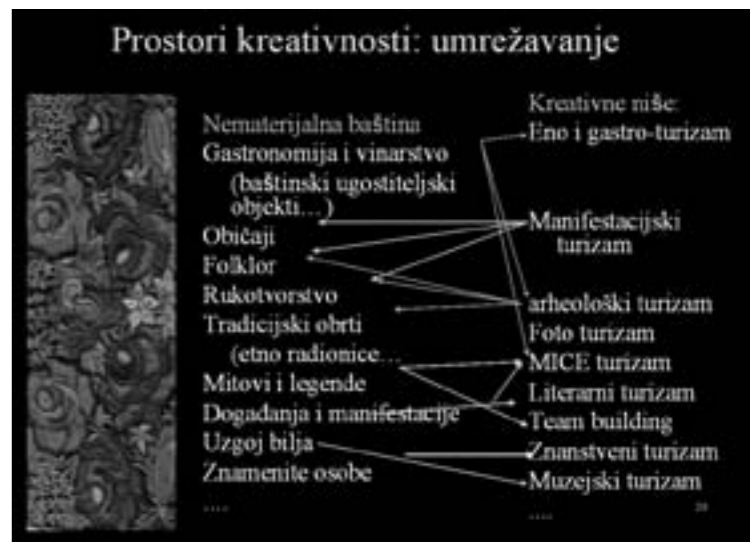 Prostori kreativnosti: umrežavanje
Nematerijalna baština
Gastronomija i vinarstvo
(baštinski ugostiteljski
objekti…)
Običaji
Folklor
Rukotvorstvo
Tradicijski obrti
(etno radionice…
Mitovi i legende
Događanja i manifestacije
Uzgoj bilja
Znamenite osobe
....
Kreativne niše:
Eno i gastro-turizam
Manifestacijski
turizam
arheološki turizam
Foto turizam
MICE turizam
Literarni turizam
Team building
Znanstveni turizam
Muzejski turizam
....